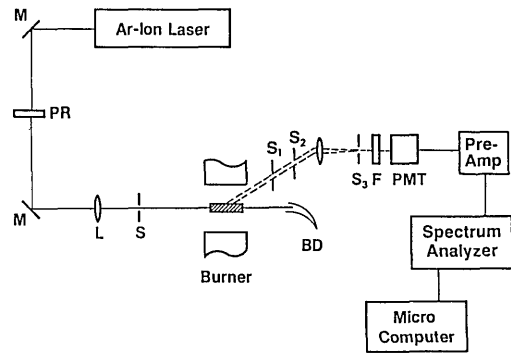 M
Ar-Ion Laser
PR
M
L
S
Burner
BD
S1
S2
S3
F
PMT
Pre-
Amp
Spectrum
Analyzer
Micro
Computer